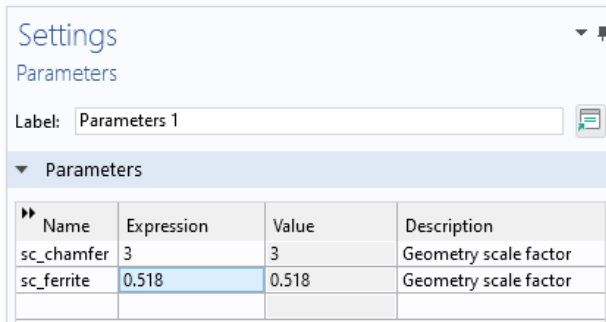 Settings
Parameters
Label: Parameters 1
Parameters
Name Expression Value Description
sc_chamfer 3 3 Geometry scale factor
sc_ferrite 0.518 0.518 Geometry scale factor